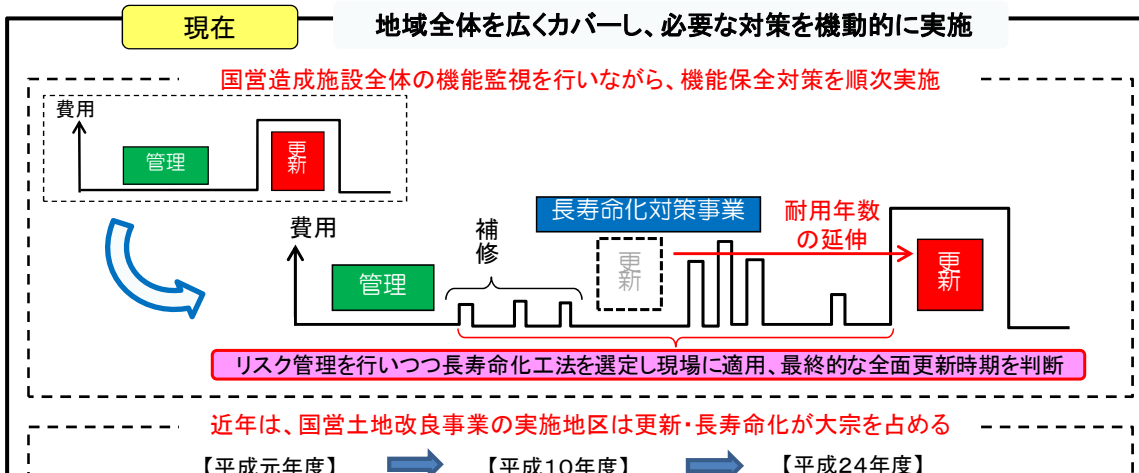 現在
地域全体を広くカバーし、必要な対策を機動的に実施
国営造成施設全体の機能監視を行いながら、機能保全対策を順次実施
費用
管理
更新
費用
管理
補修
長寿命化対策事業
更新
耐用年数
の延伸
更新
リスク管理を行いつつ長寿命化工法を選定し現場に適用、最終的な全面更新時期を判断
近年は、国営土地改良事業の実施地区は更新・長寿命化が大宗を占める
【平成元年度】
【平成10年度】
【平成24年度】